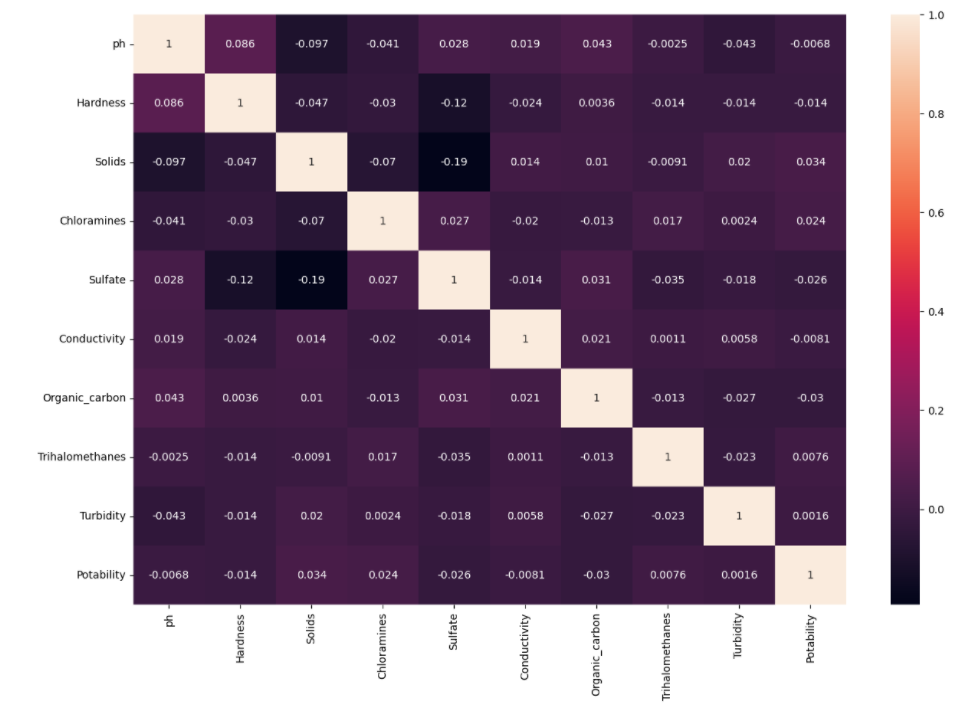 ph 1 0.086 -0.097 -0.041 0.028 0.019 0.043 -0.0025 -0.043 -0.0068
Hardness 0.086 1 -0.047 -0.03 -0.12 -0.024 0.0036 -0.014 -0.014 -0.014
Solids -0.097 -0.047 1 -0.07 -0.19 0.014 0.01 -0.0091 0.02 0.034
Chloramines -0.041 -0.03 -0.07 1 0.027 -0.02 -0.013 0.017 0.0024 0.024
Sulfate 0.028 -0.12 -0.19 0.027 1 -0.014 0.031 -0.035 -0.018 -0.026
Conductivity 0.019 -0.024 0.014 -0.02 -0.014 1 0.021 0.0011 0.0058 -0.0081
Organic_carbon 0.043 0.0036 0.01 -0.013 0.031 0.021 1 -0.013 -0.027 -0.03
Trihalomethanes -0.0025 -0.014 -0.0091 0.017 -0.035 0.0011 -0.013 1 -0.023 0.0076
Turbidity -0.043 -0.014 0.02 0.0024 -0.018 0.0058 -0.027 -0.023 1 0.0016
Potability -0.0068 -0.014 0.034 0.024 -0.026 -0.0081 -0.03 0.0076 0.0016 1
ph Hardness Solids Chloramines Sulfate Conductivity Organic_carbon Trihalomethanes Turbidity Potability
1.0
0.8
0.6
0.4
0.2
0.0